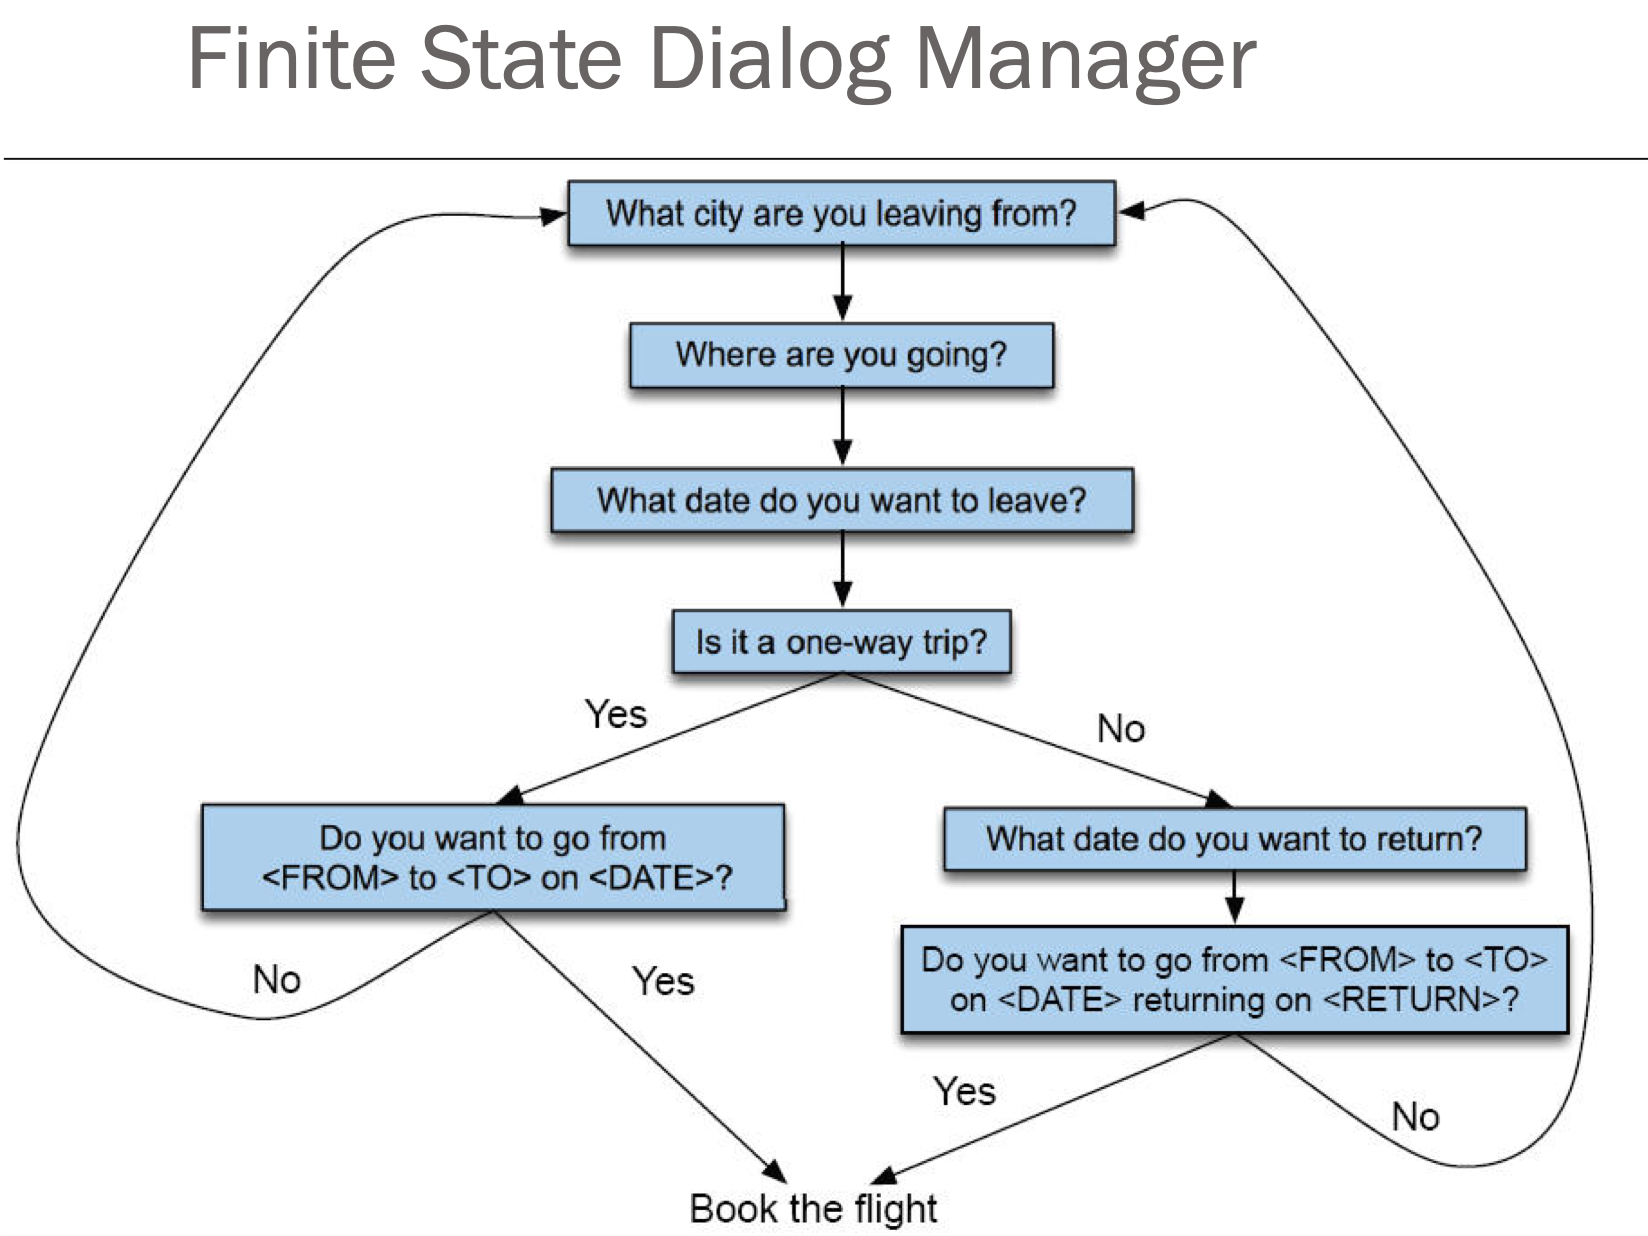 Finite State Dialog Manager
What city are you leaving from?
Where are you going?
What date do you want to leave?
Is it a one-way trip?
Yes
No
Do you want to go from
<FROM> to <TO> on <DATE>?
What date do you want to return?
Do you want to go from <FROM> to <TO>
on <DATE> returning on <RETURN>?
No
Yes
Yes
No
Book the flight